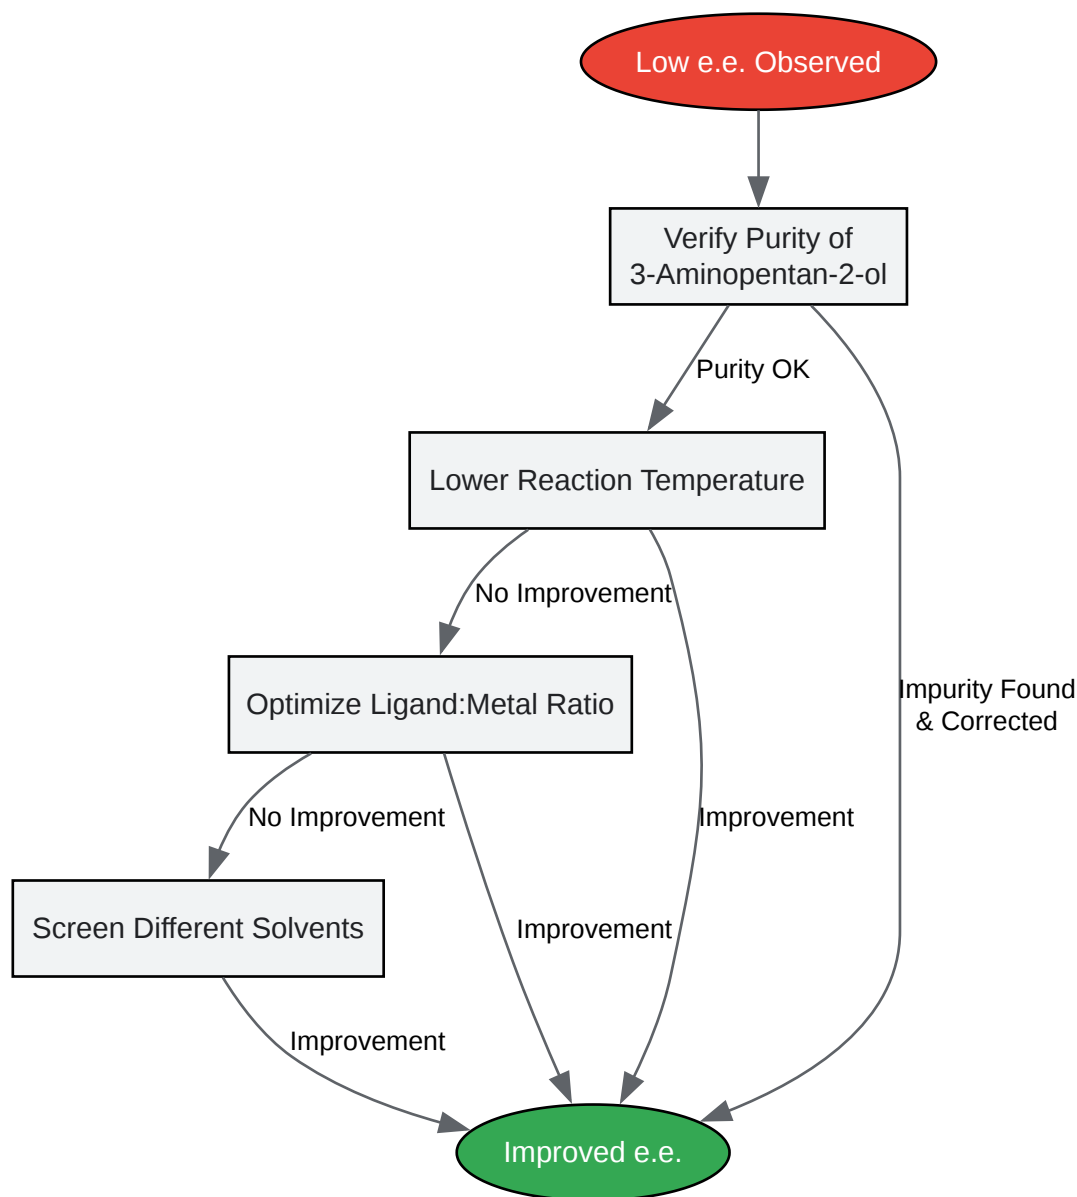 Low e.e. Observed
Verify Purity of
3-Aminopentan-2-ol
Purity OK
Lower Reaction Temperature
No Improvement
Impurity Found
& Corrected
Optimize Ligand:Metal Ratio
No Improvement
Improvement
Screen Different Solvents
Improvement
Improvement
Improved e.e.